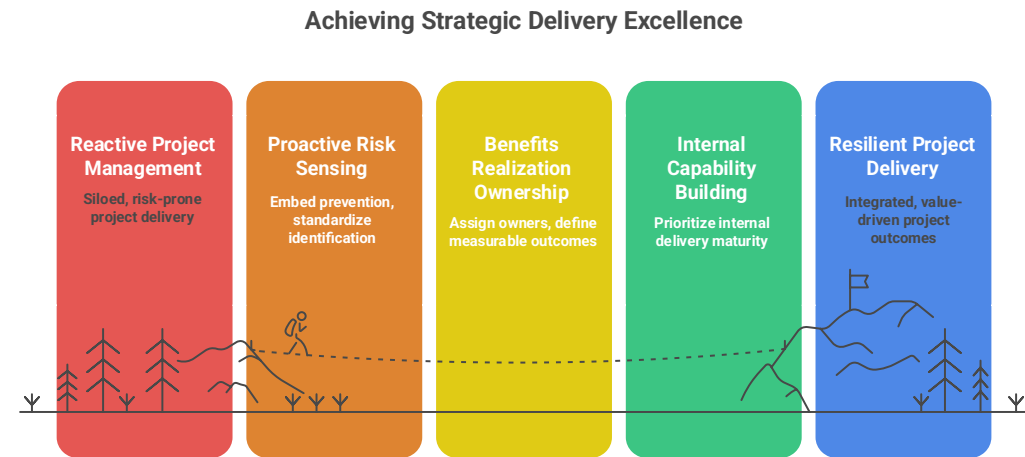 Achieving Strategic Delivery Excellence
Reactive Project
Management
Siloed, risk-prone
project delivery
Proactive Risk
Sensing
Embed prevention,
standardize
identification
Benefits
Realization
Ownership
Assign owners, define
measurable outcomes
Internal
Capability
Building
Prioritize internal
delivery maturity
Resilient Project
Delivery
Integrated, value-
driven project
outcomes